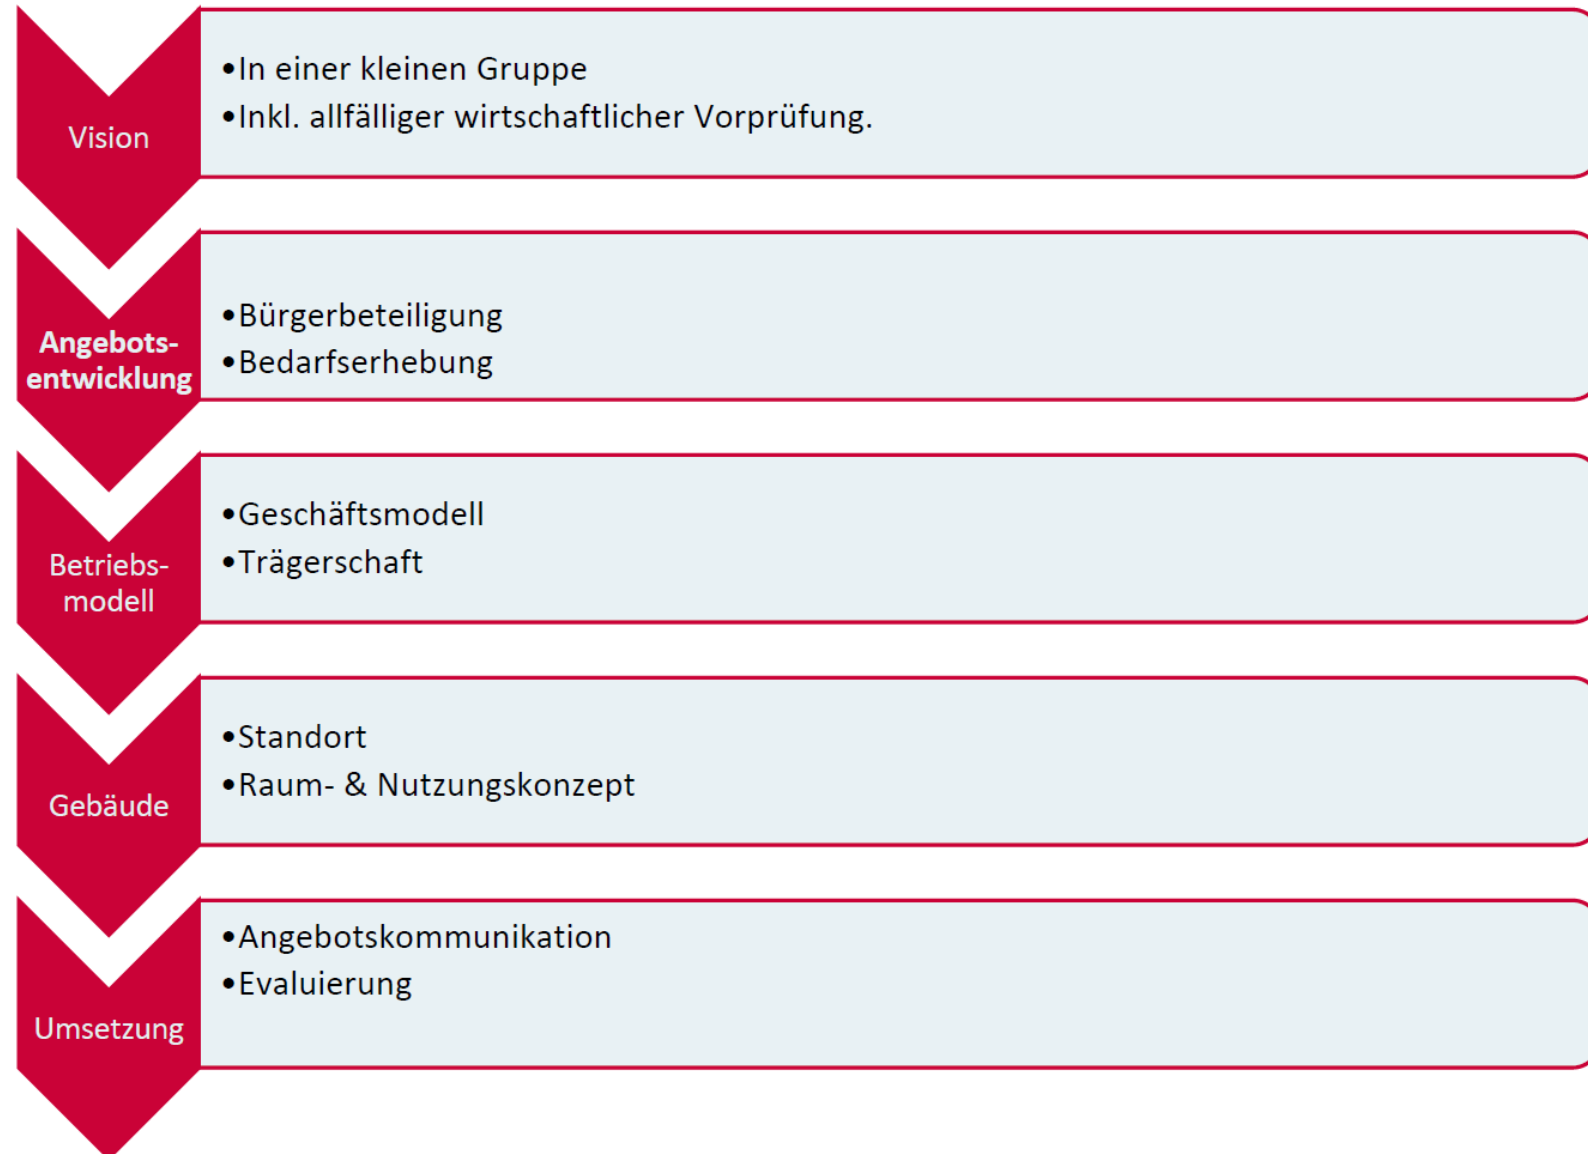 Vision
•In einer kleinen Gruppe
•Inkl. allfälliger wirtschaftlicher Vorprüfung.
Angebots-
entwicklung
•Bürgerbeteiligung
•Bedarfserhebung
Betriebs-
modell
•Geschäftsmodell
•Trägerschaft
Gebäude
•Standort
•Raum- & Nutzungskonzept
Umsetzung
•Angebotskommunikation
•Evaluierung